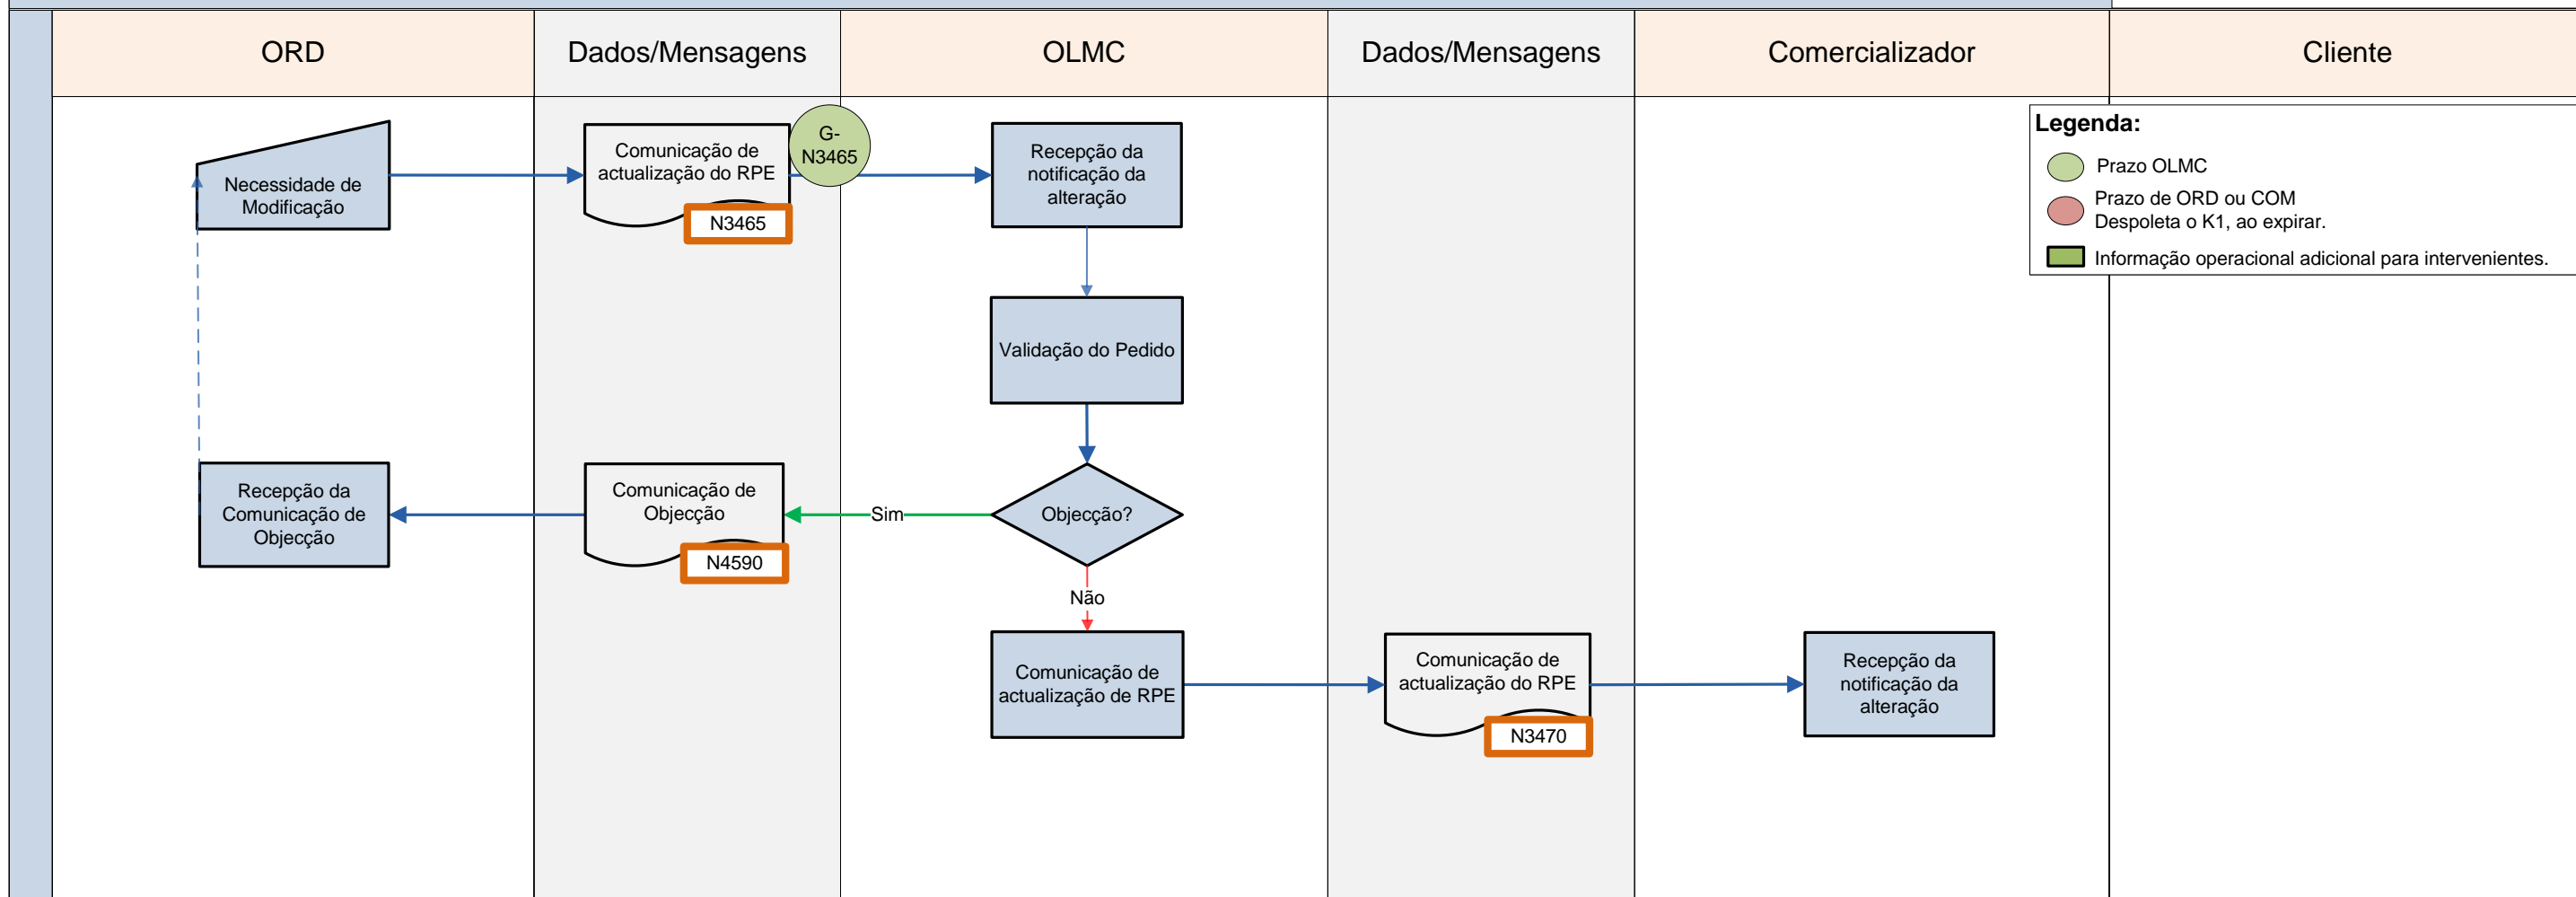 ORD
Dados/Mensagens
OLMC
Dados/Mensagens
Comercializador
Cliente
Necessidade de
Modificação
Comunicação de
actualização do RPE
N3465
G-
N3465
Recepção da
notificação da
alteração
Legenda:
Prazo OLMC
Prazo de ORD ou COM
Despoleta o K1, ao expirar.
Informação operacional adicional para intervenientes.
Validação do Pedido
Recepção da
Comunicação de
Objecção
Comunicação de
Objecção
N4590
Sim
Objecção?
Não
Comunicação de
actualização de RPE
Comunicação de
actualização do RPE
N3470
Recepção da
notificação da
alteração